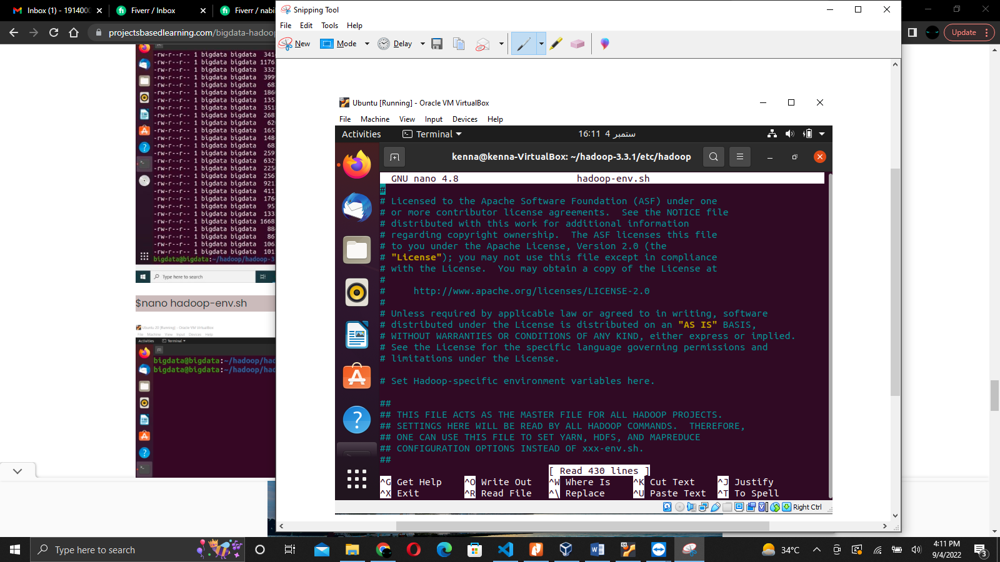 Inbox (1) - 191400
Fiverr / Inbox
Fiverr / nabi
projectsbasedlearning.com/bigdata-hadoop
Update
-rw-r--r-- 1 bigdata bigdata 341
-rw-r--r-- 1 bigdata bigdata 1176
-rw-r--r-- 1 bigdata bigdata 332
-rw-r--r-- 1 bigdata bigdata 399
-rw-r--r-- 1 bigdata bigdata 68
-rw-r--r-- 1 bigdata bigdata 186
-rw-r--r-- 1 bigdata bigdata 135
-rw-r--r-- 1 bigdata bigdata 351
-rw-r--r-- 1 bigdata bigdata 268
-rw-r--r-- 1 bigdata bigdata 62
-rw-r--r-- 1 bigdata bigdata 165
-rw-r--r-- 1 bigdata bigdata 148
-rw-r--r-- 1 bigdata bigdata 68
-rw-r--r-- 1 bigdata bigdata 259
-rw-r--r-- 1 bigdata bigdata 632
-rw-r--r-- 1 bigdata bigdata 225
-rw-r--r-- 1 bigdata bigdata 256
-rw-r--r-- 1 bigdata bigdata 921
-rw-r--r-- 1 bigdata bigdata 411
-rw-r--r-- 1 bigdata bigdata 176
-rw-r--r-- 1 bigdata bigdata 95
-rw-r--r-- 1 bigdata bigdata 133
-rw-r--r-- 1 bigdata bigdata 1668
-rw-r--r-- 1 bigdata bigdata 88
-rw-r--r-- 1 bigdata bigdata 86
-rw-r--r-- 1 bigdata bigdata 106
-rw-r--r-- 1 bigdata bigdata 101
bigdata@bigdata:~/hadoop/hadoop-3
Type here to search
$nano hadoop-env.sh
Ubuntu 20 [Running] - Oracle VM VirtualBox
File Machine View Input Devices Help
Activities Terminal
bigdata@bigdata:~/hadoop/had
bigdata@bigdata:~/hadoop/had
Snipping Tool
File Edit Tools Help
New Mode Delay
Ubuntu [Running] - Oracle VM VirtualBox
File Machine View Input Devices Help
Activities Terminal 16:11 4 ستمبر
kenna@kenna-VirtualBox: ~/hadoop-3.3.1/etc/hadoop
GNU nano 4.8 hadoop-env.sh
#
# Licensed to the Apache Software Foundation (ASF) under one
# or more contributor license agreements.  See the NOTICE file
# distributed with this work for additional information
# regarding copyright ownership.  The ASF licenses this file
# to you under the Apache License, Version 2.0 (the
# "License"); you may not use this file except in compliance
# with the License.  You may obtain a copy of the License at
#
#     http://www.apache.org/licenses/LICENSE-2.0
#
# Unless required by applicable law or agreed to in writing, software
# distributed under the License is distributed on an "AS IS" BASIS,
# WITHOUT WARRANTIES OR CONDITIONS OF ANY KIND, either express or implied.
# See the License for the specific language governing permissions and
# limitations under the License.
# Set Hadoop-specific environment variables here.
##
## THIS FILE ACTS AS THE MASTER FILE FOR ALL HADOOP PROJECTS.
## SETTINGS HERE WILL BE READ BY ALL HADOOP COMMANDS.  THEREFORE,
## ONE CAN USE THIS FILE TO SET YARN, HDFS, AND MAPREDUCE
## CONFIGURATION OPTIONS INSTEAD OF xxx-env.sh.
##
[ Read 430 lines ]
^G Get Help ^O Write Out ^W Where Is ^K Cut Text ^J Justify
^X Exit ^R Read File ^\ Replace ^U Paste Text ^T To Spell
Right Ctrl
Type here to search
34°C
4:11 PM
9/4/2022
3